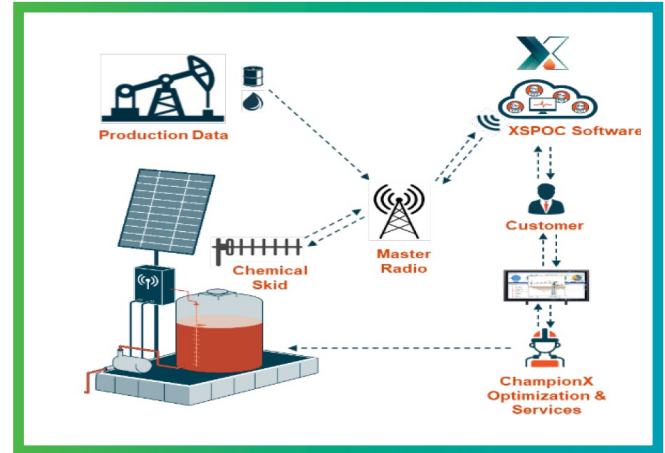 Production Data
XSPOC Software
Customer
Master
Radio
Chemical
Skid
ChampionX
Optimization &
Services